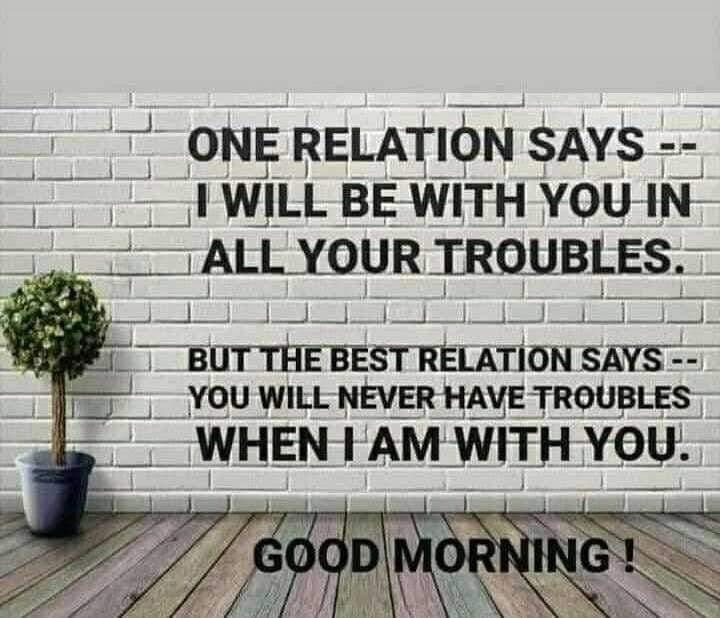 ONE RELATION SAYS --
I WILL BE WITH YOU IN
ALL YOUR TROUBLES.
BUT THE BEST RELATION SAYS --
YOU WILL NEVER HAVE TROUBLES
WHEN I AM WITH YOU.
GOOD MORNING !